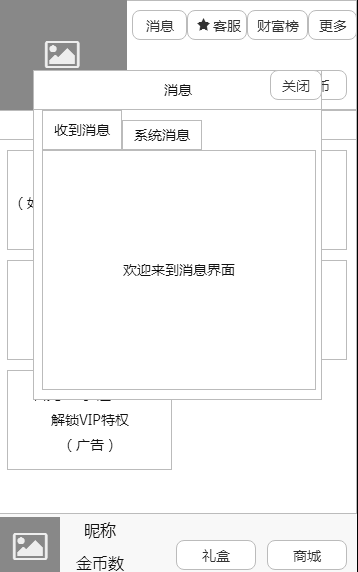 消息 ★ 客服 财富榜 更多
消息 关闭 币
收到消息 系统消息
（如
欢迎来到消息界面
解锁VIP特权
（广告）
昵称
金币数 礼盒 商城